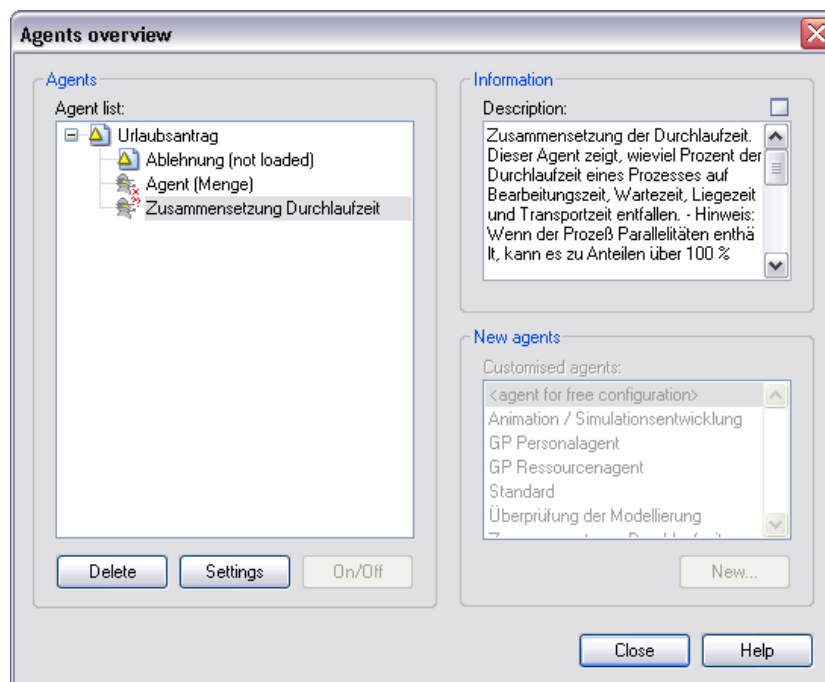 Agents overview
Agents
Agent list:
Urlaubsantrag
Ablehnung (not loaded)
Agent (Menge)
Zusammensetzung Durchlaufzeit
Delete
Settings
On/Off
Information
Description:
Zusammensetzung der Durchlaufzeit.
Dieser Agent zeigt, wieviel Prozent der
Durchlaufzeit eines Prozesses auf
Bearbeitungszeit, Wartezeit, Liegezeit
und Transportzeit entfallen. - Hinweis:
Wenn der Prozeß Parallelitäten enthä
lt, kann es zu Anteilen über 100 %
New agents
Customised agents:
<agent for free configuration>
Animation / Simulationsentwicklung
GP Personalagent
GP Ressourcenagent
Standard
Überprüfung der Modellierung
New...
Close
Help